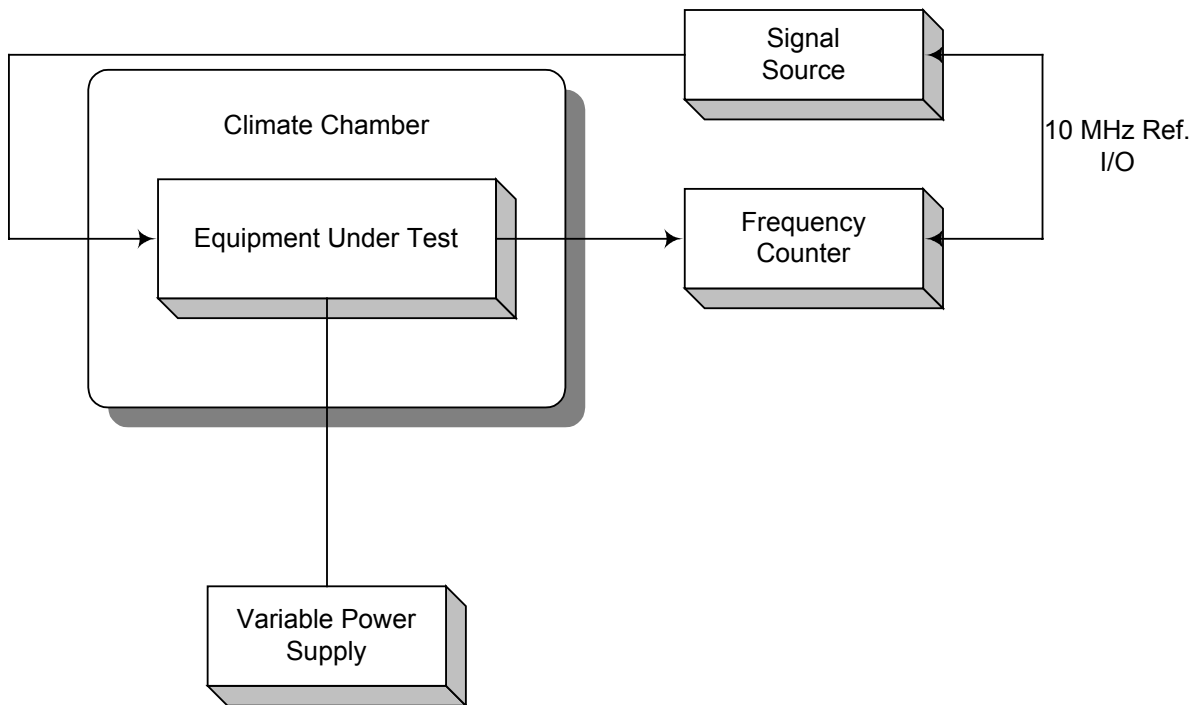 Signal
Source
Climate Chamber
10 MHz Ref.
I/O
Equipment Under Test
Frequency
Counter
Variable Power
Supply